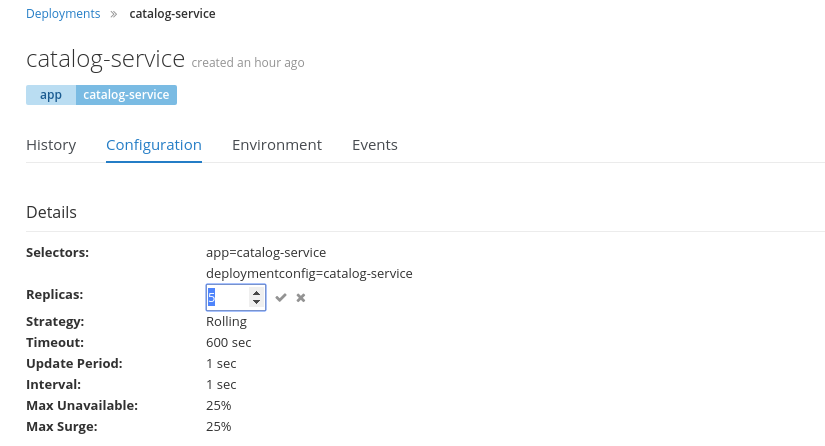 Deployments » catalog-service
catalog-service created an hour ago
app catalog-service
History Configuration Environment Events
Details
Selectors: app=catalog-service
deploymentconfig=catalog-service
Replicas: 5
Strategy: Rolling
Timeout: 600 sec
Update Period: 1 sec
Interval: 1 sec
Max Unavailable: 25%
Max Surge: 25%